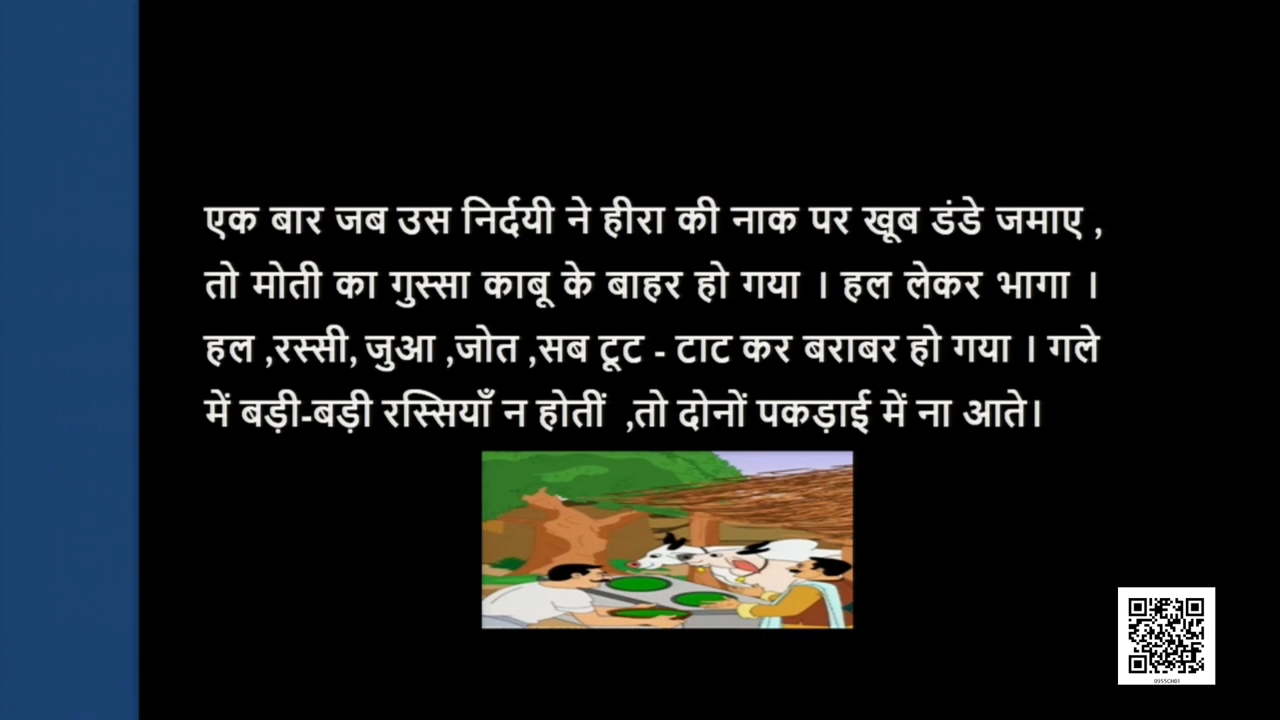 एक बार जब उस निर्दयी ने हीरा की नाक पर खूब डंडे जमाए ,
तो मोती का गुस्सा काबू के बाहर हो गया । हल लेकर भागा ।
हल ,रस्सी, जुआ ,जोत ,सब टूट - टाट कर बराबर हो गया । गले
में बड़ी-बड़ी रस्सियाँ न होतीं ,तो दोनों पकड़ाई में ना आते।
0955CH01